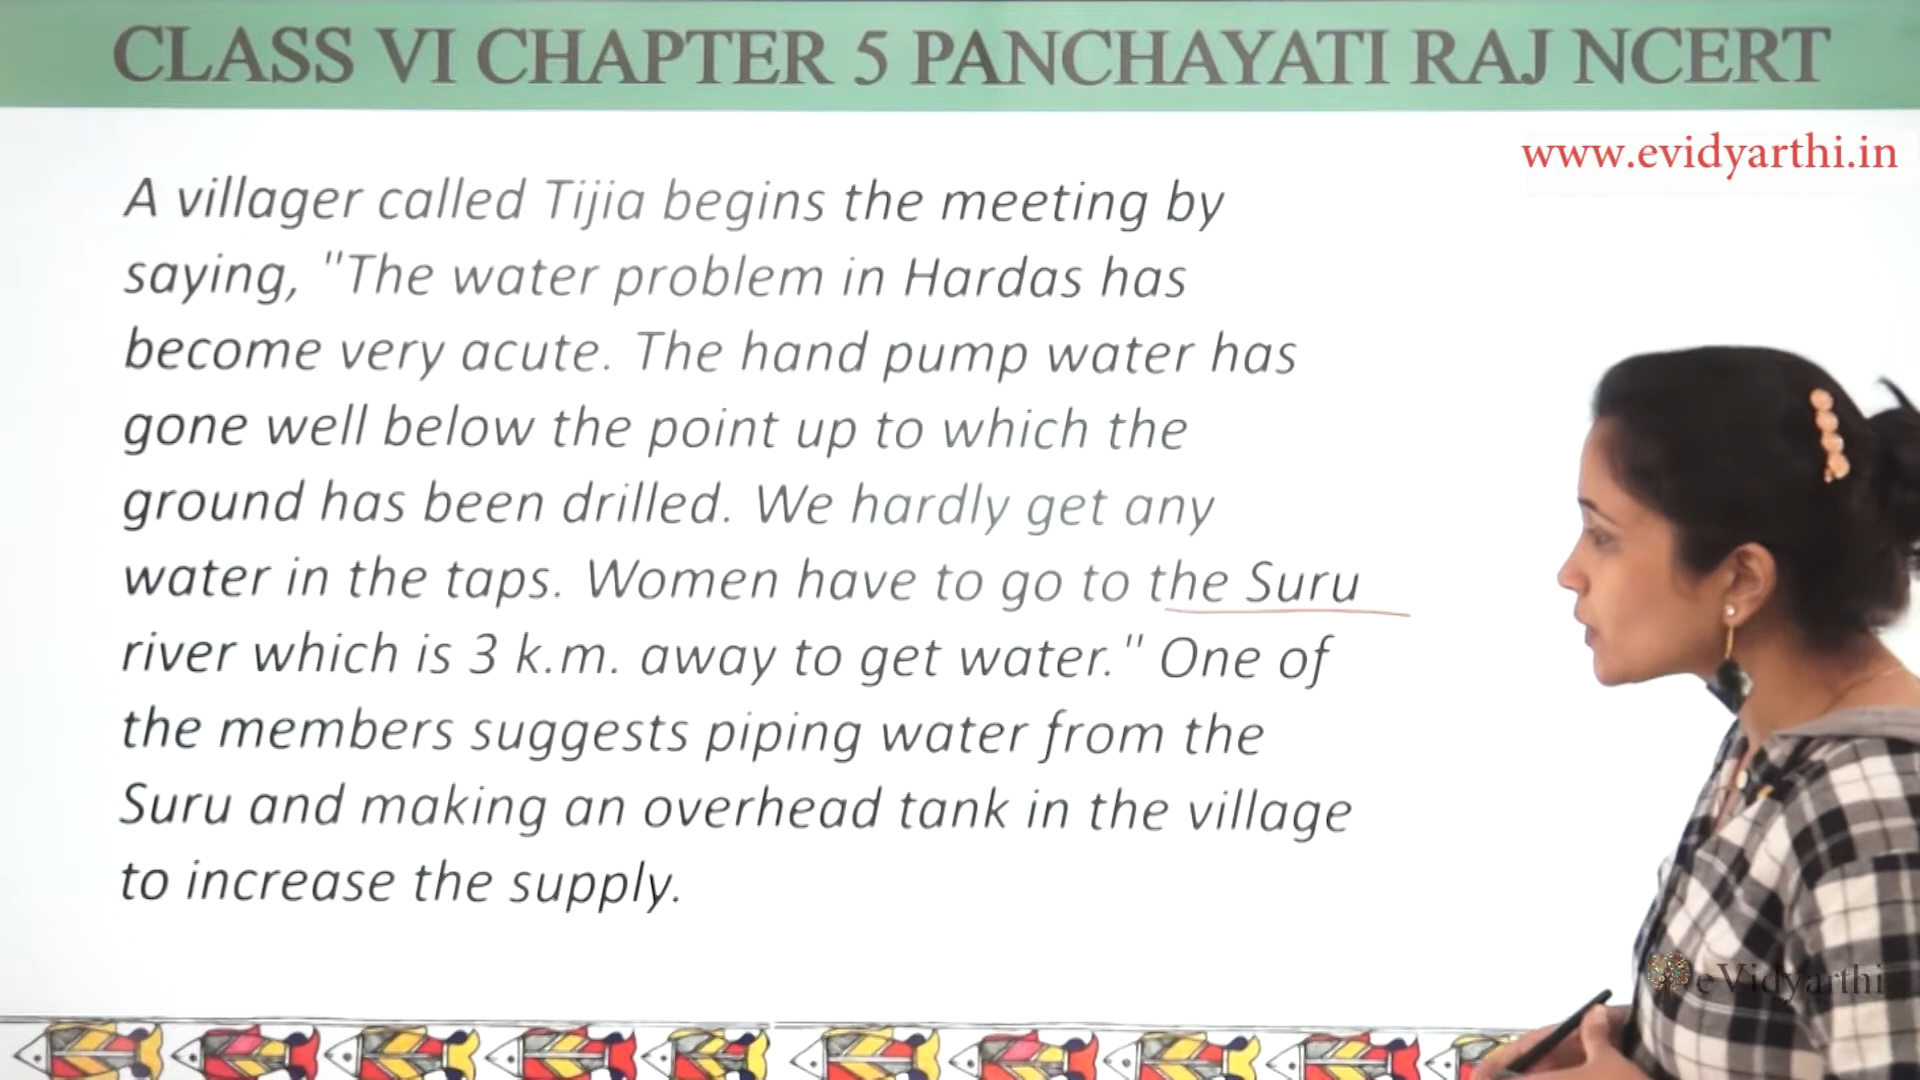 CLASS VI CHAPTER 5 PANCHAYATI RAJ NCERT
www.evidyarthi.in
A villager called Tijia begins the meeting by
saying, "The water problem in Hardas has
become very acute. The hand pump water has
gone well below the point up to which the
ground has been drilled. We hardly get any
water in the taps. Women have to go to the Suru
river which is 3 k.m. away to get water." One of
the members suggests piping water from the
Suru and making an overhead tank in the village
to increase the supply.
eVidyarthi